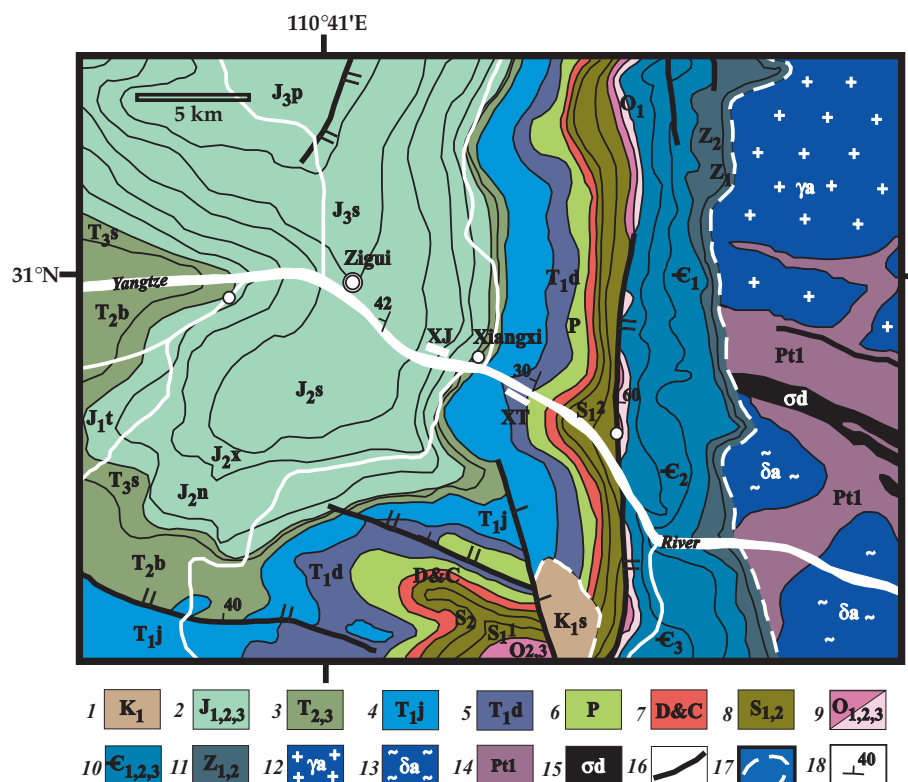 110°41'E
J3p
5 km
O1
Z2
Z1
γa
J3s
T3s
Zigui
31°N
Yangtze
T1d
Є1
42
T2b
P
XJ
Xiangxi
Pt1
30
J2s
σd
60
XT
S1²
J1t
J2x
Є2
δa
T3s
J2n
Pt1
T1j
River
T2b
T1d
D&C
40
S2
K1s
δa
T1j
S1¹
Є3
O2,3
1 K1 2 J1,2,3 3 T2,3 4 T1j 5 T1d 6 P 7 D&C 8 S1,2 9 O1,2,3
10 Є1,2,3 11 Z1,2 12 γa 13 δa 14 Pt1 15 σd 16 17 18 40